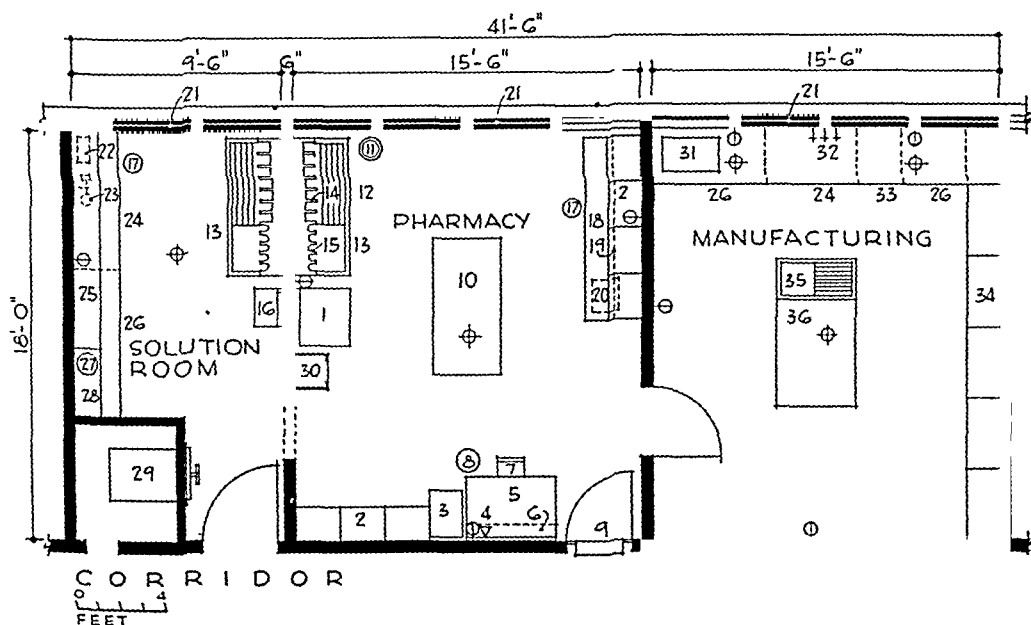 41'-6"
9'-6" 6" 15'-6" 15'-6"
21 21 21
22 17 11 31 32
23 14 12 2 26 24 33 26
24 13 15 13 PHARMACY 17 18 MANUFACTURING
19
25 16 1 10 20 35 34
26 36
18'-0"
SOLUTION
ROOM
27 30
28
29 8 7
5
2 3 4 6 9
CORRIDOR
0 4
FEET